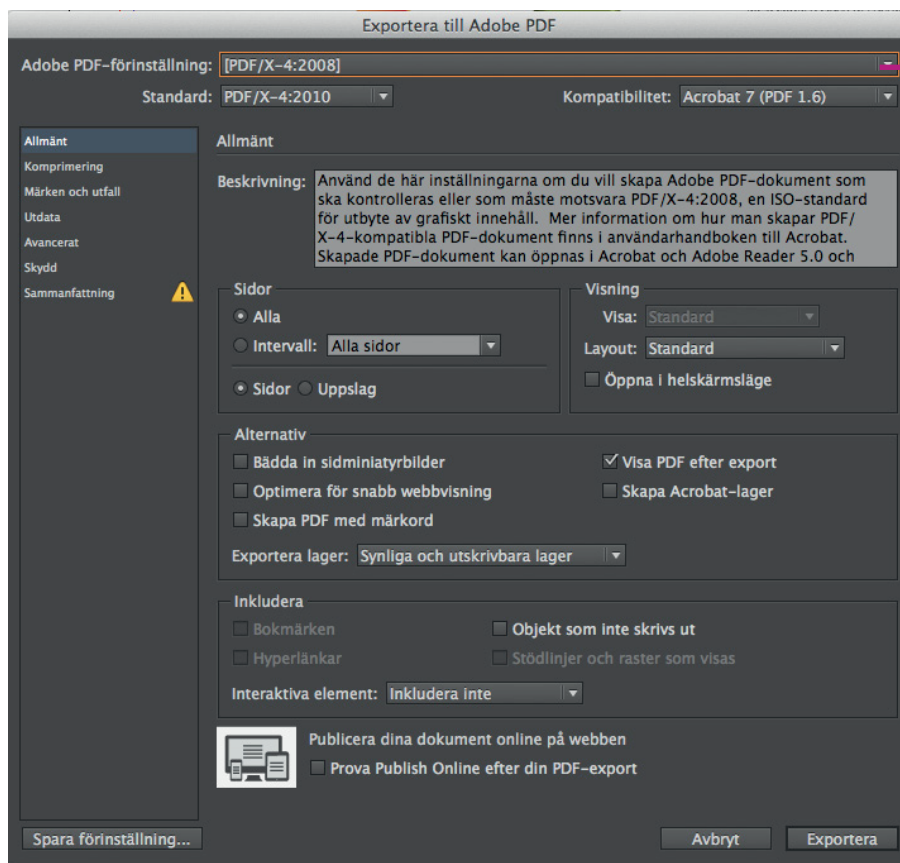 Exportera till Adobe PDF
Adobe PDF-förinställning: [PDF/X-4:2008]
Standard: PDF/X-4:2010 Kompatibilitet: Acrobat 7 (PDF 1.6)
Allmänt
Komprimering
Märken och utfall
Utdata
Avancerat
Skydd
Sammanfattning
Allmänt
Beskrivning: Använd de här inställningarna om du vill skapa Adobe PDF-dokument som
ska kontrolleras eller som måste motsvara PDF/X-4:2008, en ISO-standard
för utbyte av grafiskt innehåll. Mer information om hur man skapar PDF/
X-4-kompatibla PDF-dokument finns i användarhandboken till Acrobat.
Skapade PDF-dokument kan öppnas i Acrobat och Adobe Reader 5.0 och
Sidor
Alla
Intervall: Alla sidor
Sidor Uppslag
Visning
Visa: Standard
Layout: Standard
Öppna i helskärmsläge
Alternativ
Bädda in sidminiatyrbilder Visa PDF efter export
Optimera för snabb webbvisning Skapa Acrobat-lager
Skapa PDF med märkord
Exportera lager: Synliga och utskrivbara lager
Inkludera
Bokmärken Objekt som inte skrivs ut
Hyperlänkar Stödlinjer och raster som visas
Interaktiva element: Inkludera inte
Publicera dina dokument online på webben
Prova Publish Online efter din PDF-export
Spara förinställning... Avbryt Exportera